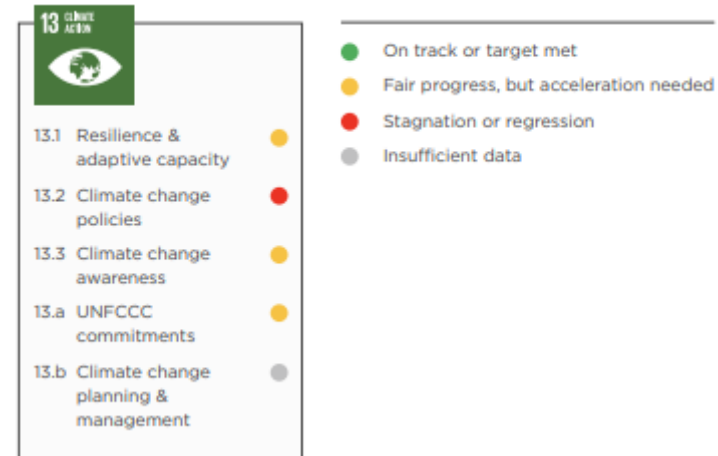 13 CLIMATE
ACTION
13.1 Resilience &
adaptive capacity
13.2 Climate change
policies
13.3 Climate change
awareness
13.a UNFCCC
commitments
13.b Climate change
planning &
management
On track or target met
Fair progress, but acceleration needed
Stagnation or regression
Insufficient data